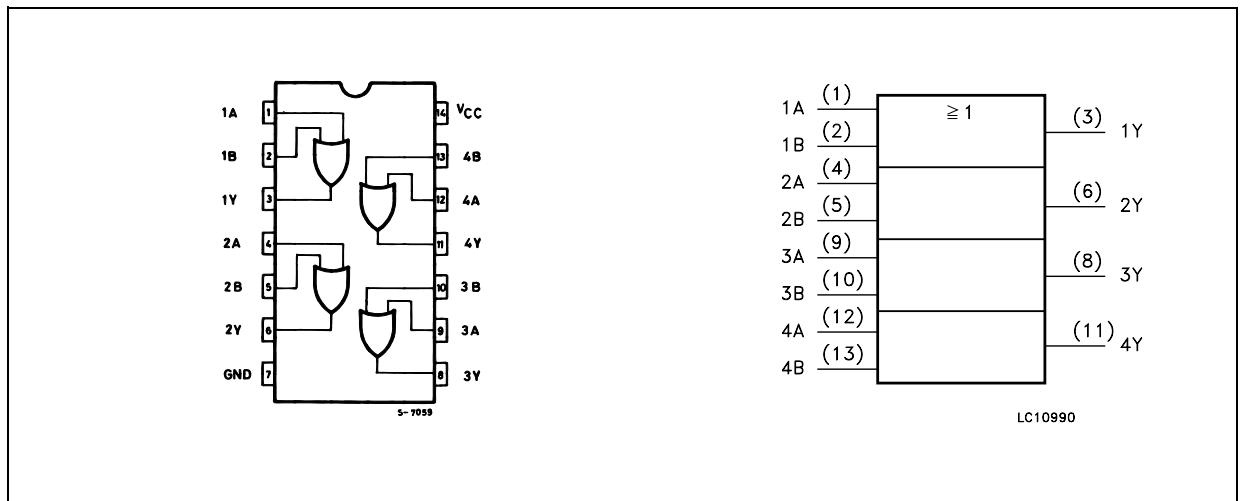 1A 1 14 VCC
1B 2 13 4B
1Y 3 12 4A
2A 4 11 4Y
2B 5 10 3B
2Y 6 9 3A
GND 7 8 3Y
S-7059
≧1
1A (1)
1B (2)
2A (4)
2B (5)
3A (9)
3B (10)
4A (12)
4B (13)
(3) 1Y
(6) 2Y
(8) 3Y
(11) 4Y
LC10990